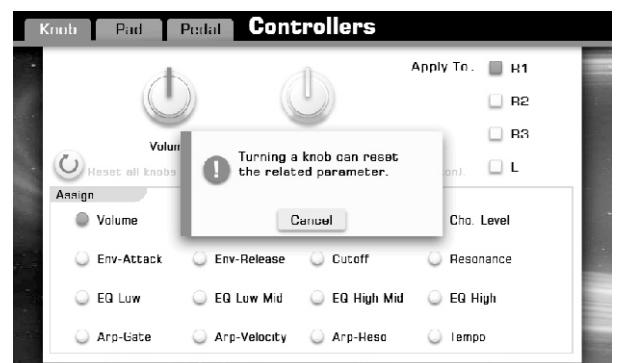 Knob Pad Pedal Controllers
Apply To: R1
R2
R3
L
Volum
Reset all knobs on).
Turning a knob can reset
the related parameter.
Cancel
Assign
Volume Cho. Level
Env-Attack Env-Release Cutoff Resonance
EQ Low EQ Low Mid EQ High Mid EQ High
Arp-Gate Arp-Velocity Arp-Reso Tempo